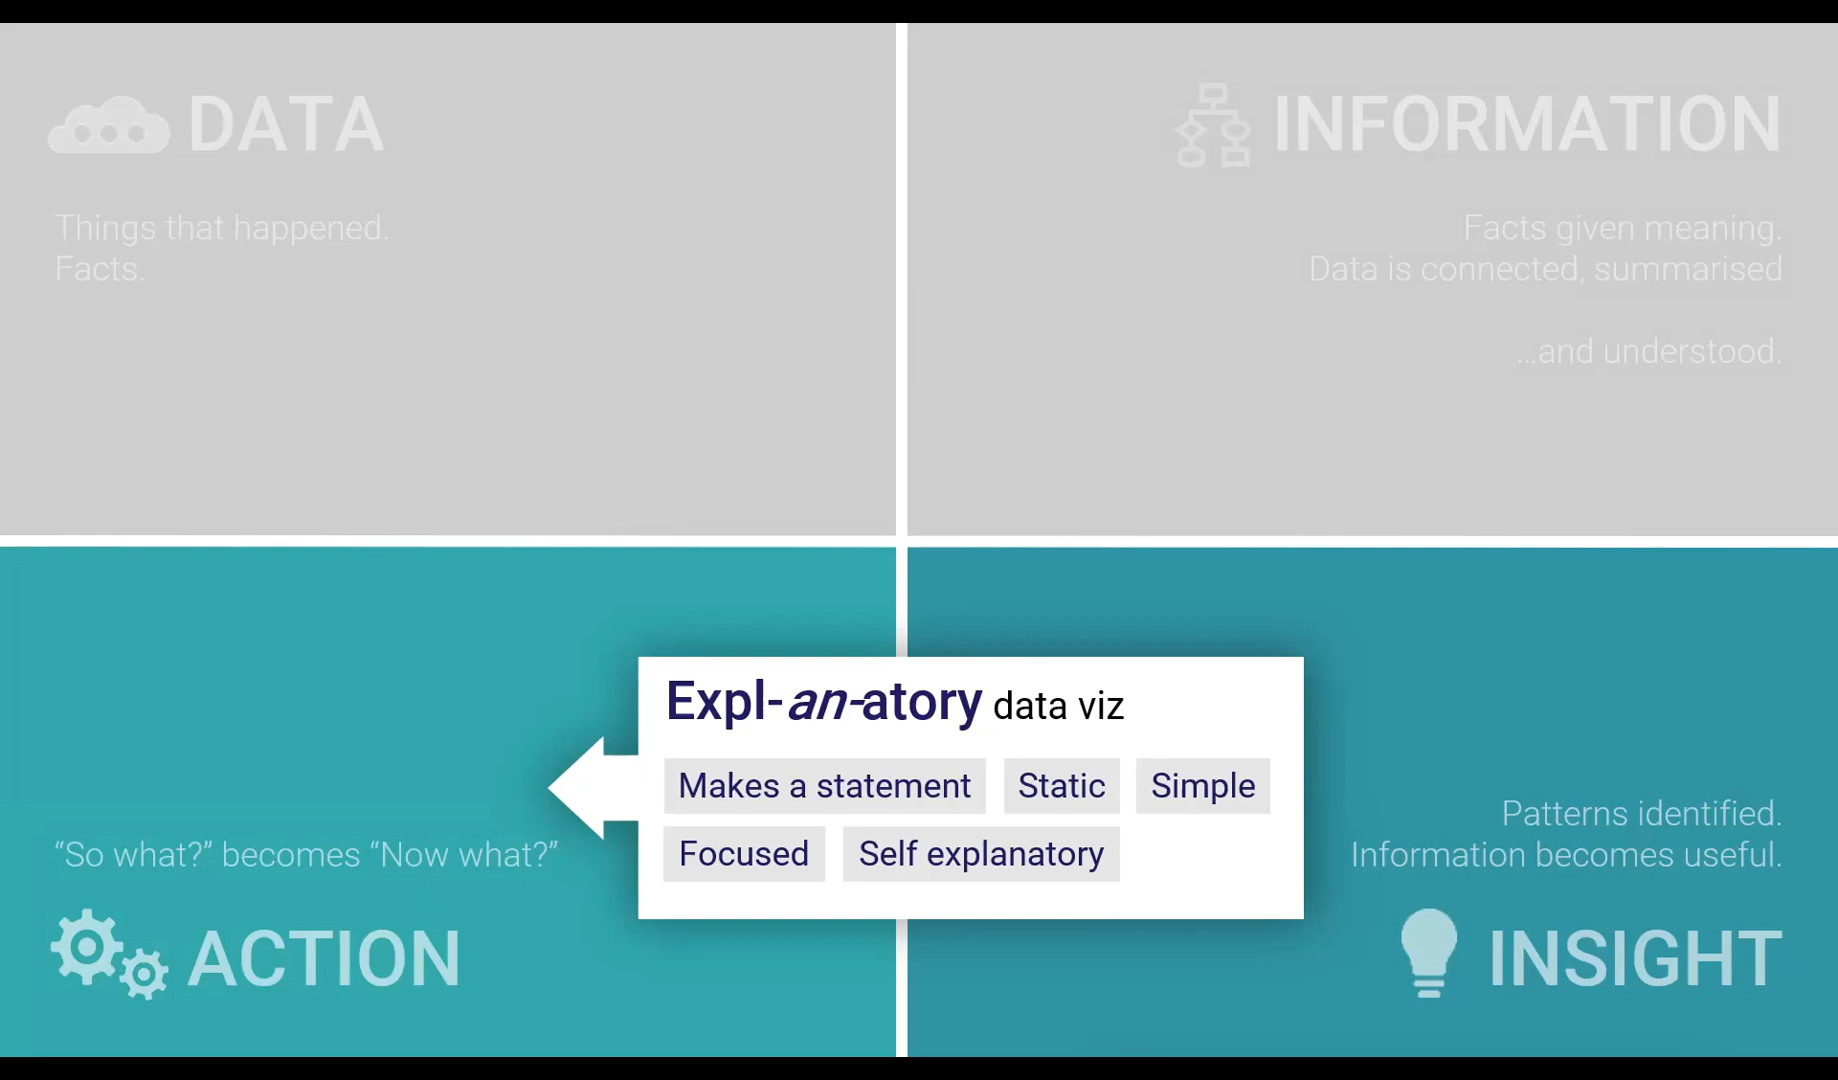 DATA
Things that happened.
Facts.
INFORMATION
Facts given meaning.
Data is connected, summarised
...and understood.
Expl-an-atory data viz
Makes a statement
Static
Simple
Focused
Self explanatory
“So what?” becomes “Now what?”
ACTION
Patterns identified.
Information becomes useful.
INSIGHT